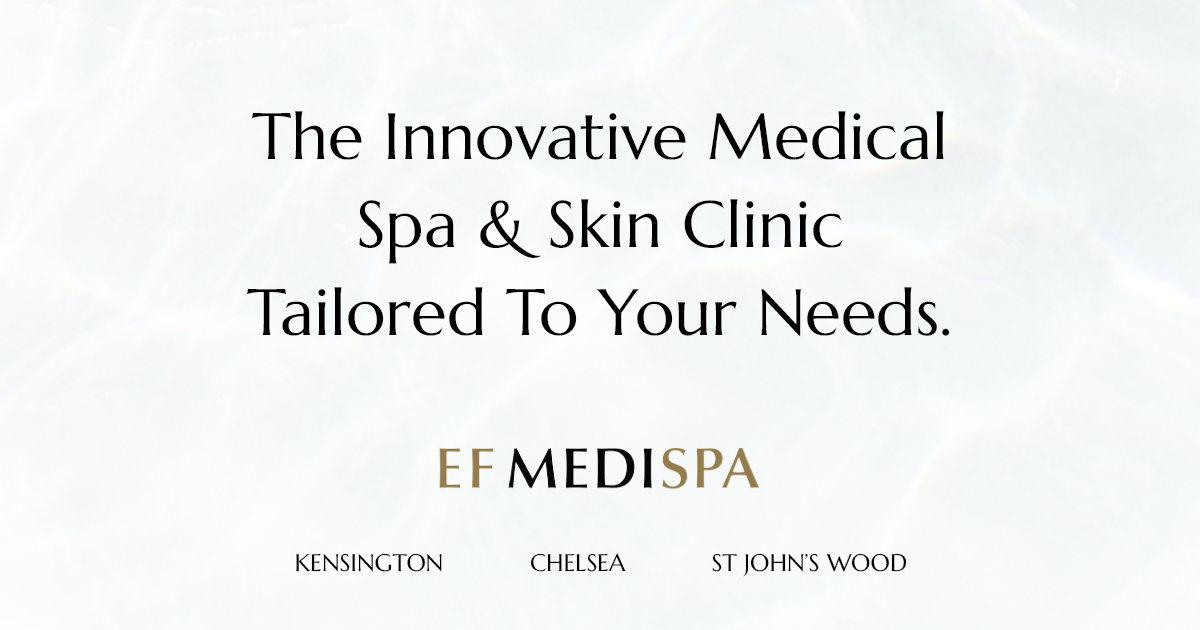 The Innovative Medical
Spa & Skin Clinic
Tailored To Your Needs.
EF MEDISPA
KENSINGTON CHELSEA ST JOHN'S WOOD